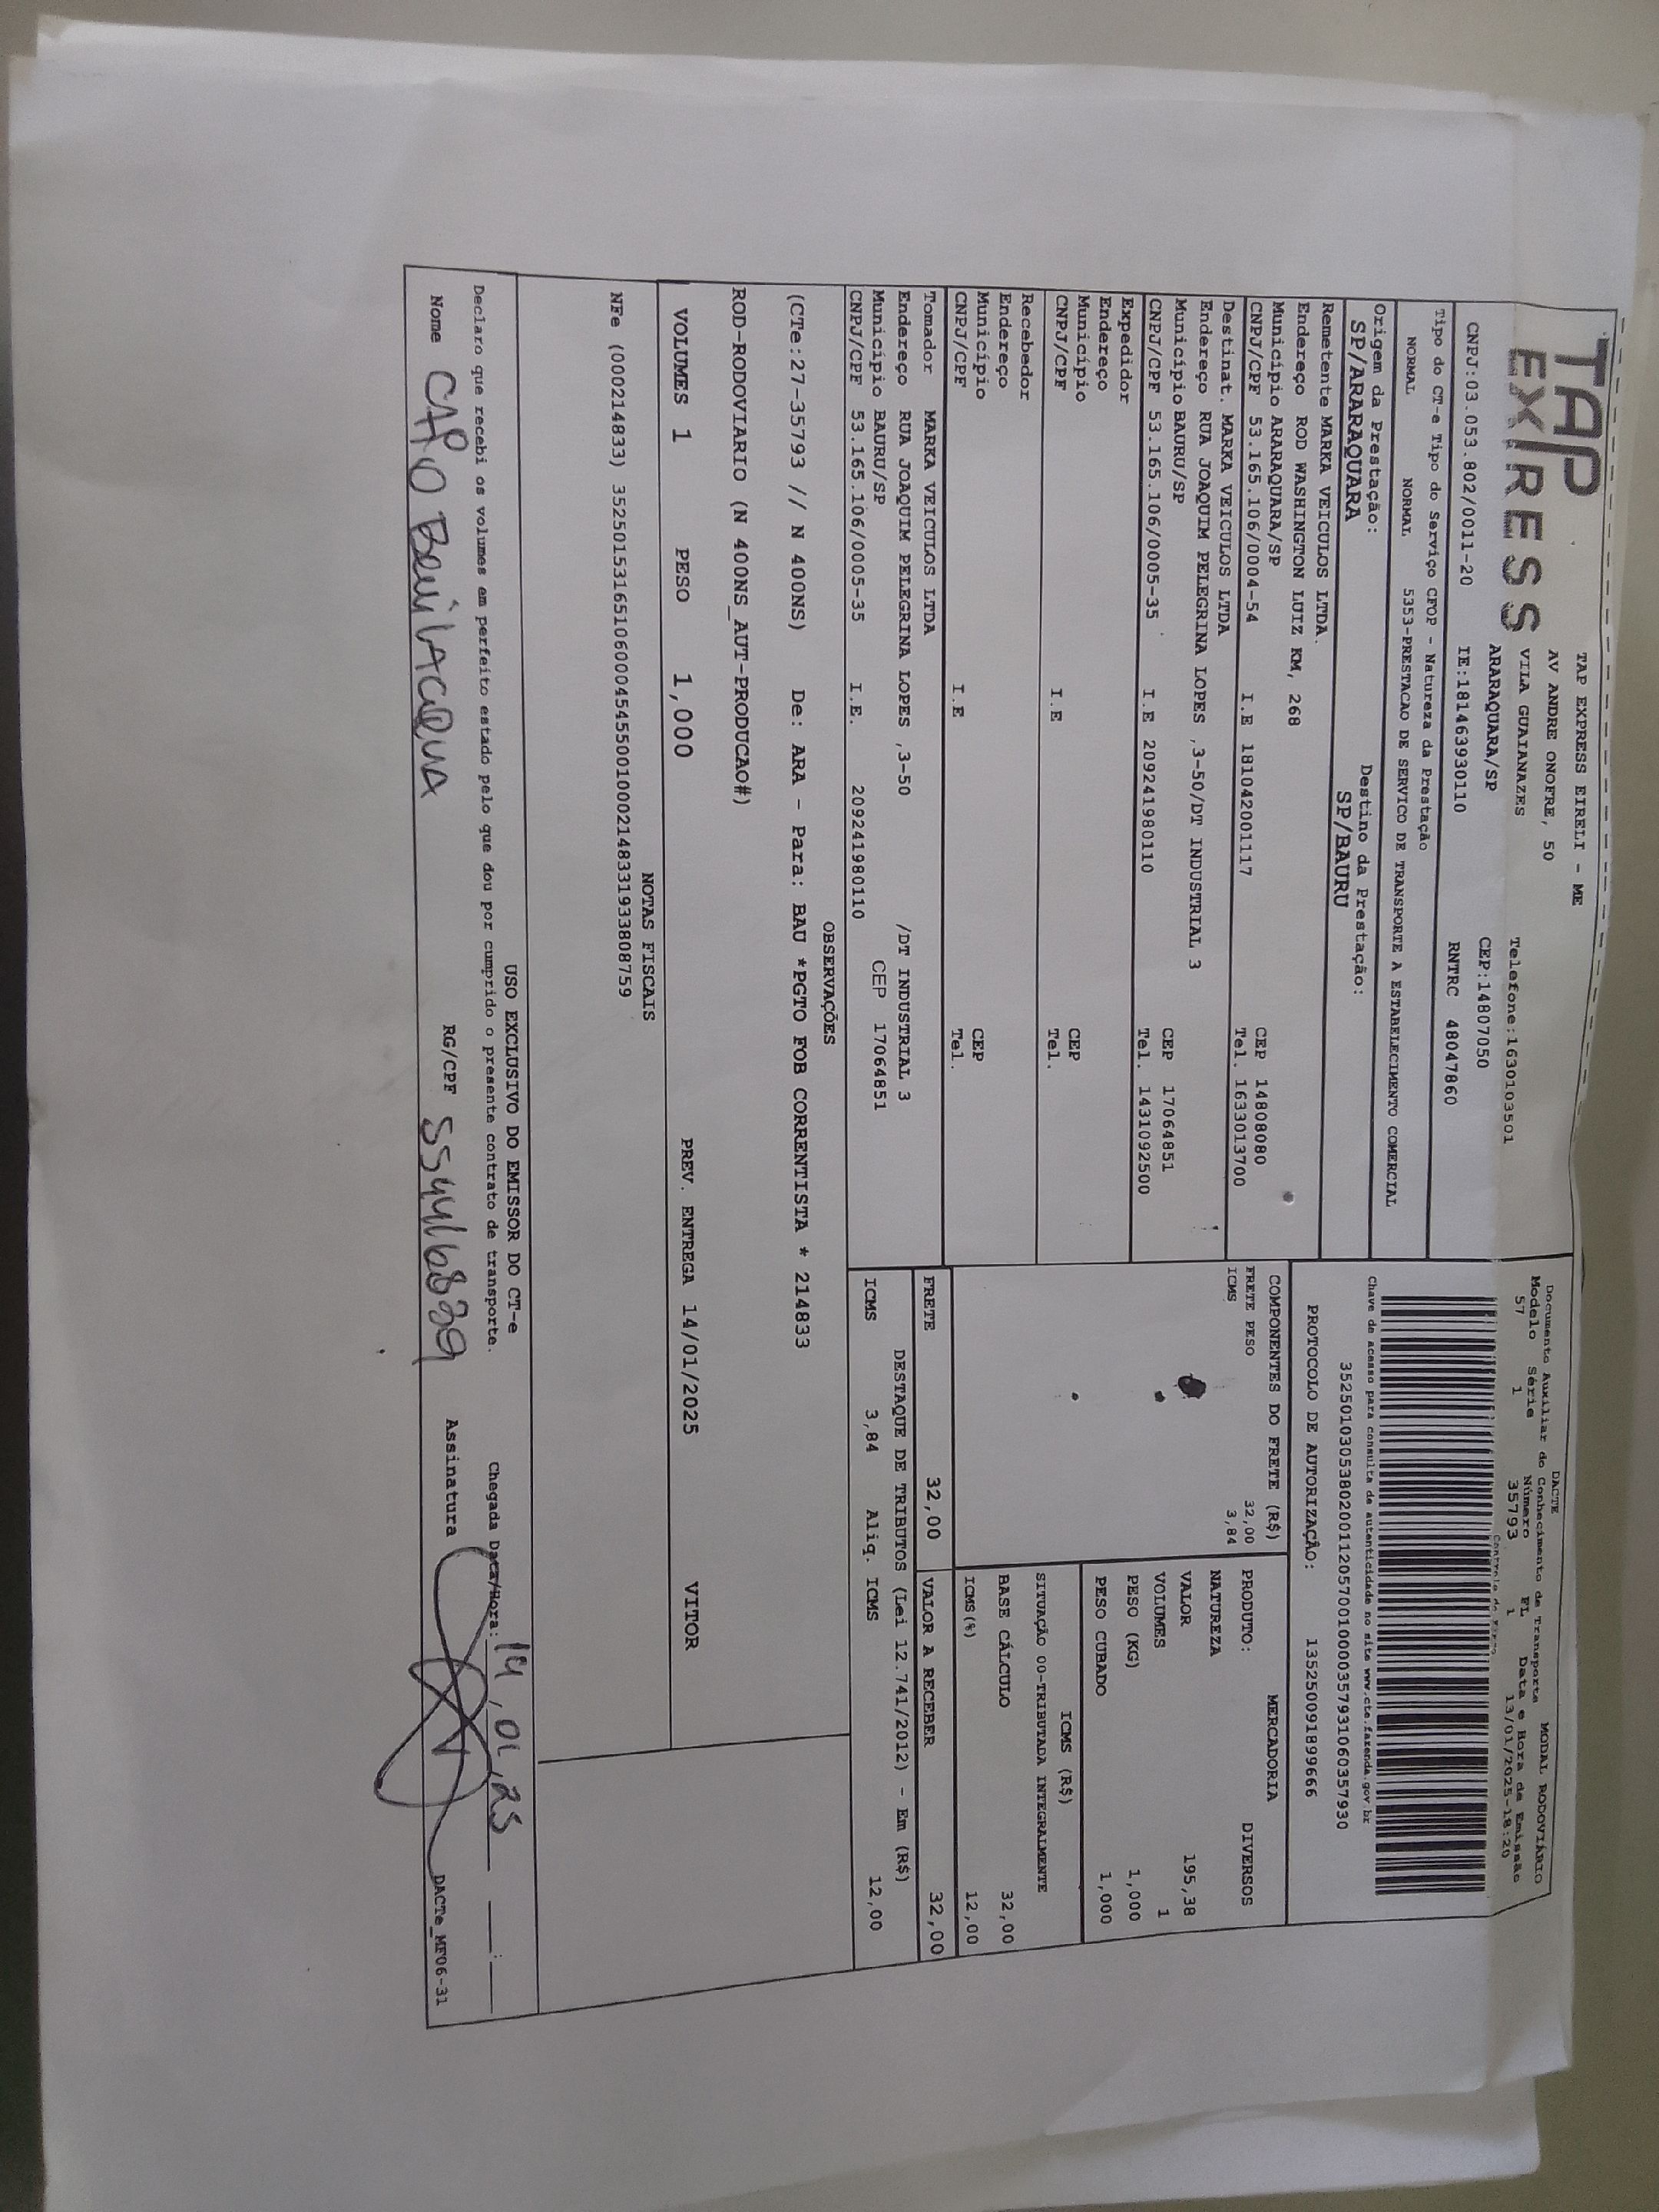 TAP
EXPRESS
TAP EXPRESS EIRELI - ME
AV ANDRE ONOFRE, 50
VILA GUAIANAZES
Telefone:1630103501
ARARAQUARA/SP
CEP:14807050
CNPJ:03.053.802/0011-20
IE:181463930110
RNTRC 48047860
DACTE
MODAL RODOVIÁRIO
Documento Auxiliar do Conhecimento de Transporte
Modelo Série Número FL Data e Hora de Emissão
57 1 35793 1 13/01/2025-18:20
Chave de acesso para consulta de autenticidade no site www.cte.fazenda.gov.br
PROTOCOLO DE AUTORIZAÇÃO: 135250091899666
Tipo do CT-e Tipo do Serviço CFOP - Natureza da Prestação
NORMAL NORMAL 5353-PRESTACAO DE SERVICO DE TRANSPORTE A ESTABELECIMENTO COMERCIAL
Origem da Prestação: Destino da Prestação:
SP/ARARAQUARA SP/BAURU
Remetente MARKA VEICULOS LTDA.
Endereço ROD WASHINGTON LUIZ KM, 268
Município ARARAQUARA/SP CEP 14808080
CNPJ/CPF 53.165.106/0004-54 I.E 181042001117 Tel. 1633013700
Destinat. MARKA VEICULOS LTDA
Endereço RUA JOAQUIM PELEGRINA LOPES ,3-50/DT INDUSTRIAL 3
Município BAURU/SP CEP 17064851
CNPJ/CPF 53.165.106/0005-35 I.E 209241980110 Tel. 1431092500
Expedidor
Endereço
Município CEP
CNPJ/CPF I.E Tel.
Recebedor
Endereço
Município CEP
CNPJ/CPF I.E Tel.
Tomador MARKA VEICULOS LTDA
Endereço RUA JOAQUIM PELEGRINA LOPES ,3-50 /DT INDUSTRIAL 3
Município BAURU/SP CEP 17064851
CNPJ/CPF 53.165.106/0005-35 I.E. 209241980110
COMPONENTES DO FRETE (R$)
FRETE PESO 32,00
ICMS 3,84
MERCADORIA
PRODUTO: DIVERSOS
NATUREZA
VALOR 195,38
VOLUMES 1
PESO (KG) 1,000
PESO CUBADO 1,000
ICMS (R$)
SITUAÇÃO 00-TRIBUTADA INTEGRALMENTE
BASE CÁLCULO 32,00
ICMS(%) 12,00
FRETE 32,00 VALOR A RECEBER 32,00
DESTAQUE DE TRIBUTOS (Lei 12.741/2012) - Em (R$)
ICMS 3,84 Aliq. ICMS 12,00
OBSERVAÇÕES
(CTe:27-35793 // N 400NS) De: ARA - Para: BAU *PGTO FOB CORRENTISTA * 214833
ROD-RODOVIARIO (N 400NS_AUT-PRODUCAO#)
VOLUMES 1 PESO 1,000 PREV. ENTREGA 14/01/2025 VITOR
NOTAS FISCAIS
NFe (000214833)
USO EXCLUSIVO DO EMISSOR DO CT-e
Declaro que recebi os volumes em perfeito estado pelo que dou por cumprido o presente contrato de transporte.
Chegada Data/Hora: 14,01,25 __:__
Nome CAIO BeviLAcQUA RG/CPF 554416839 Assinatura
DACTe_MF06-31